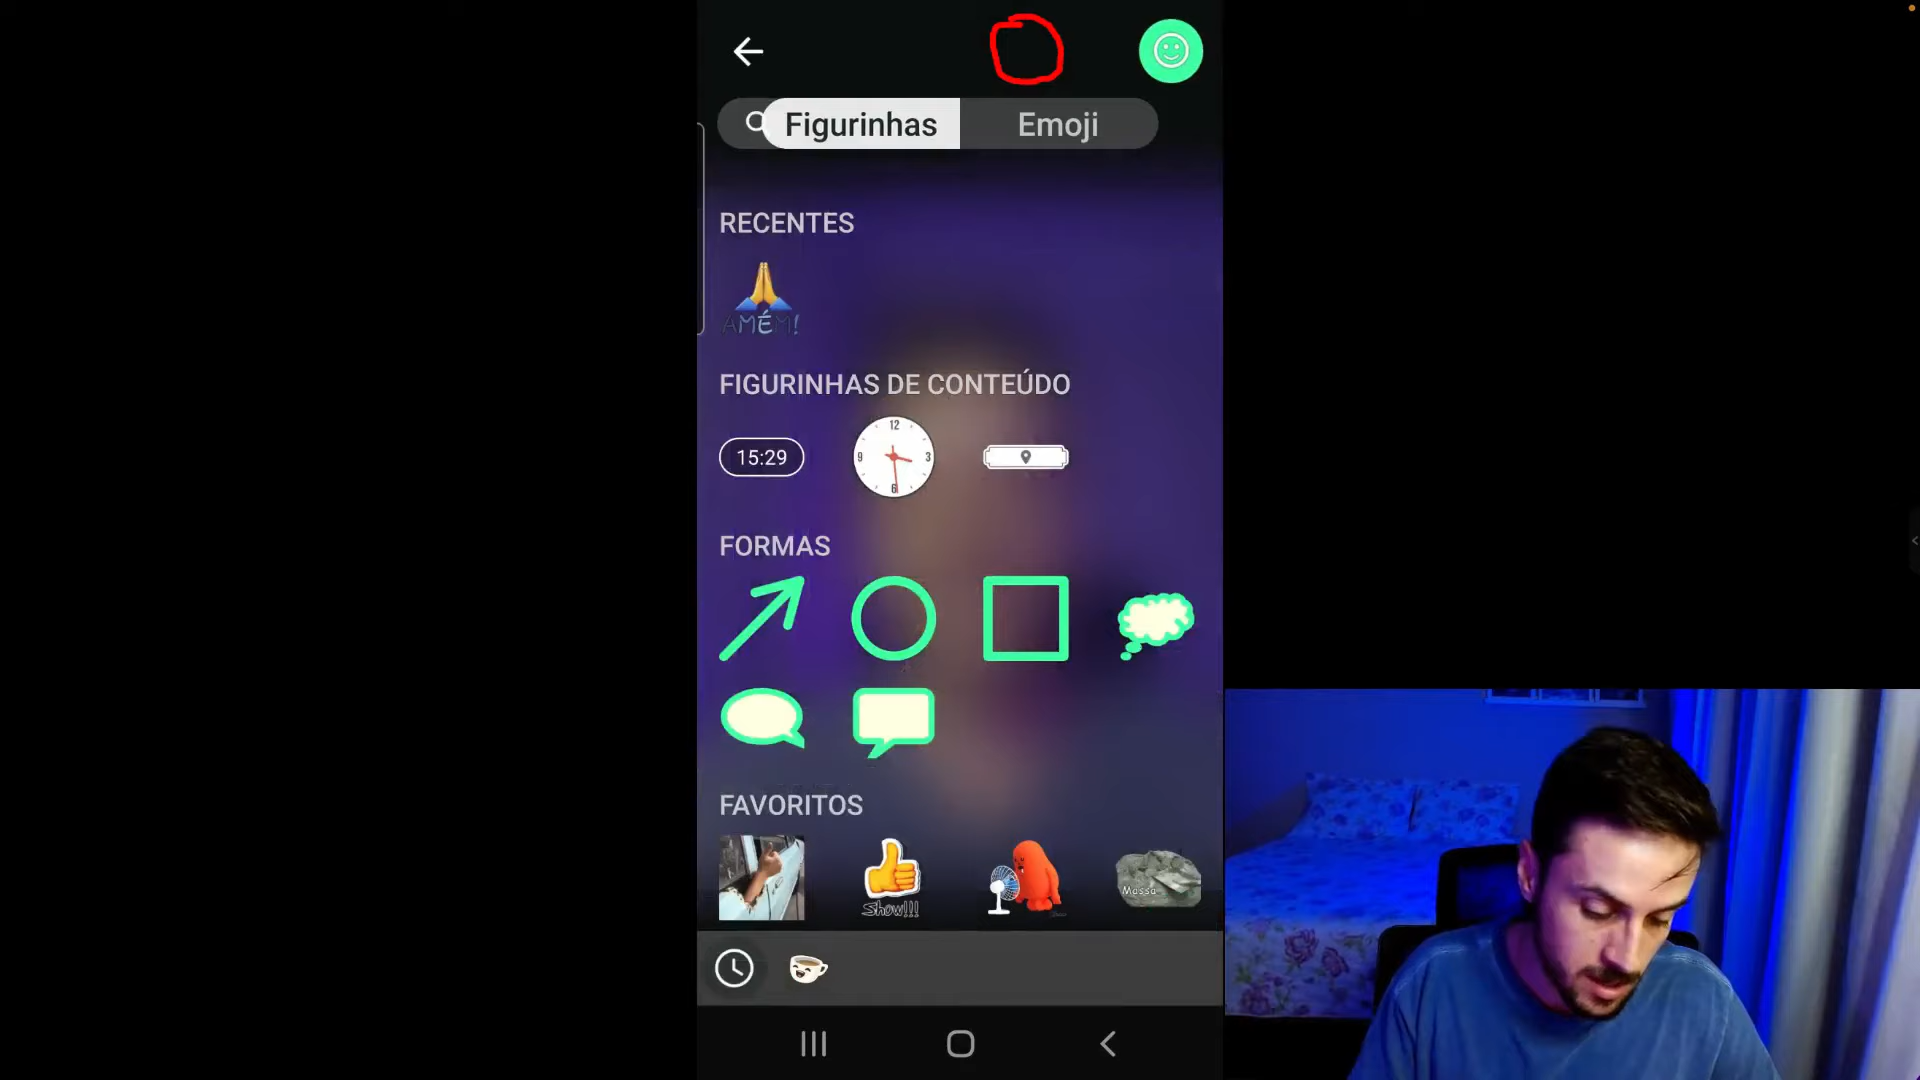 Figurinhas
Emoji
RECENTES
AMÉM!
FIGURINHAS DE CONTEÚDO
15:29
12
9
3
6
FORMAS
FAVORITOS
Show!!!
Massa